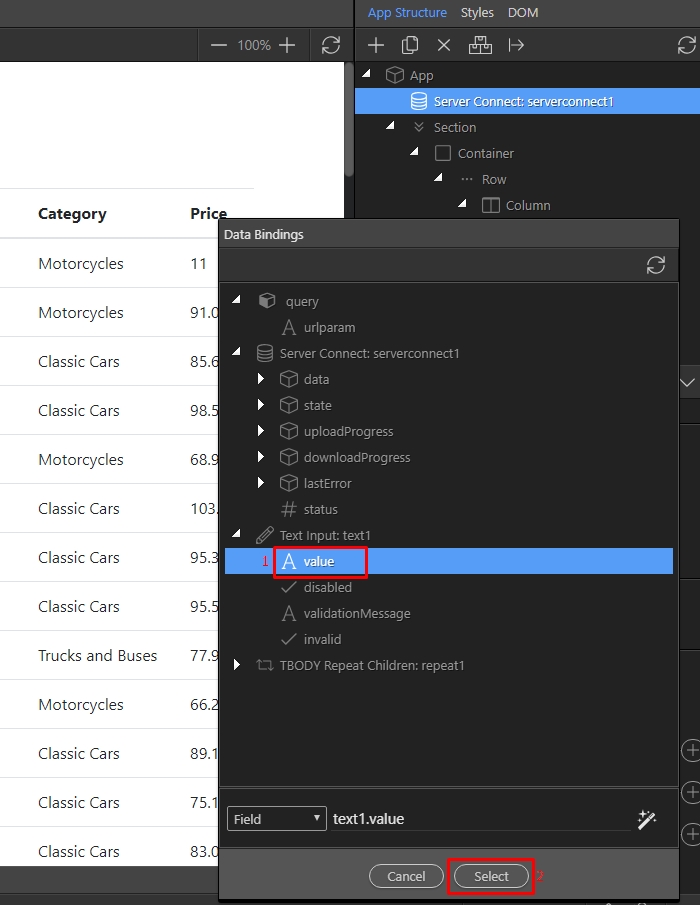 App Structure Styles DOM
100%
App
Server Connect: serverconnect1
Section
Container
Row
Column
Category Price
Motorcycles 11
Motorcycles 91.0
Classic Cars 85.6
Classic Cars 98.5
Motorcycles 68.9
Classic Cars 103.
Classic Cars 95.3
Classic Cars 95.5
Trucks and Buses 77.9
Motorcycles 66.2
Classic Cars 89.1
Classic Cars 75.1
Classic Cars 83.0
Data Bindings
query
urlparam
Server Connect: serverconnect1
data
state
uploadProgress
downloadProgress
lastError
# status
Text Input: text1
1 A value
disabled
A validationMessage
invalid
TBODY Repeat Children: repeat1
Field text1.value
Cancel Select 2